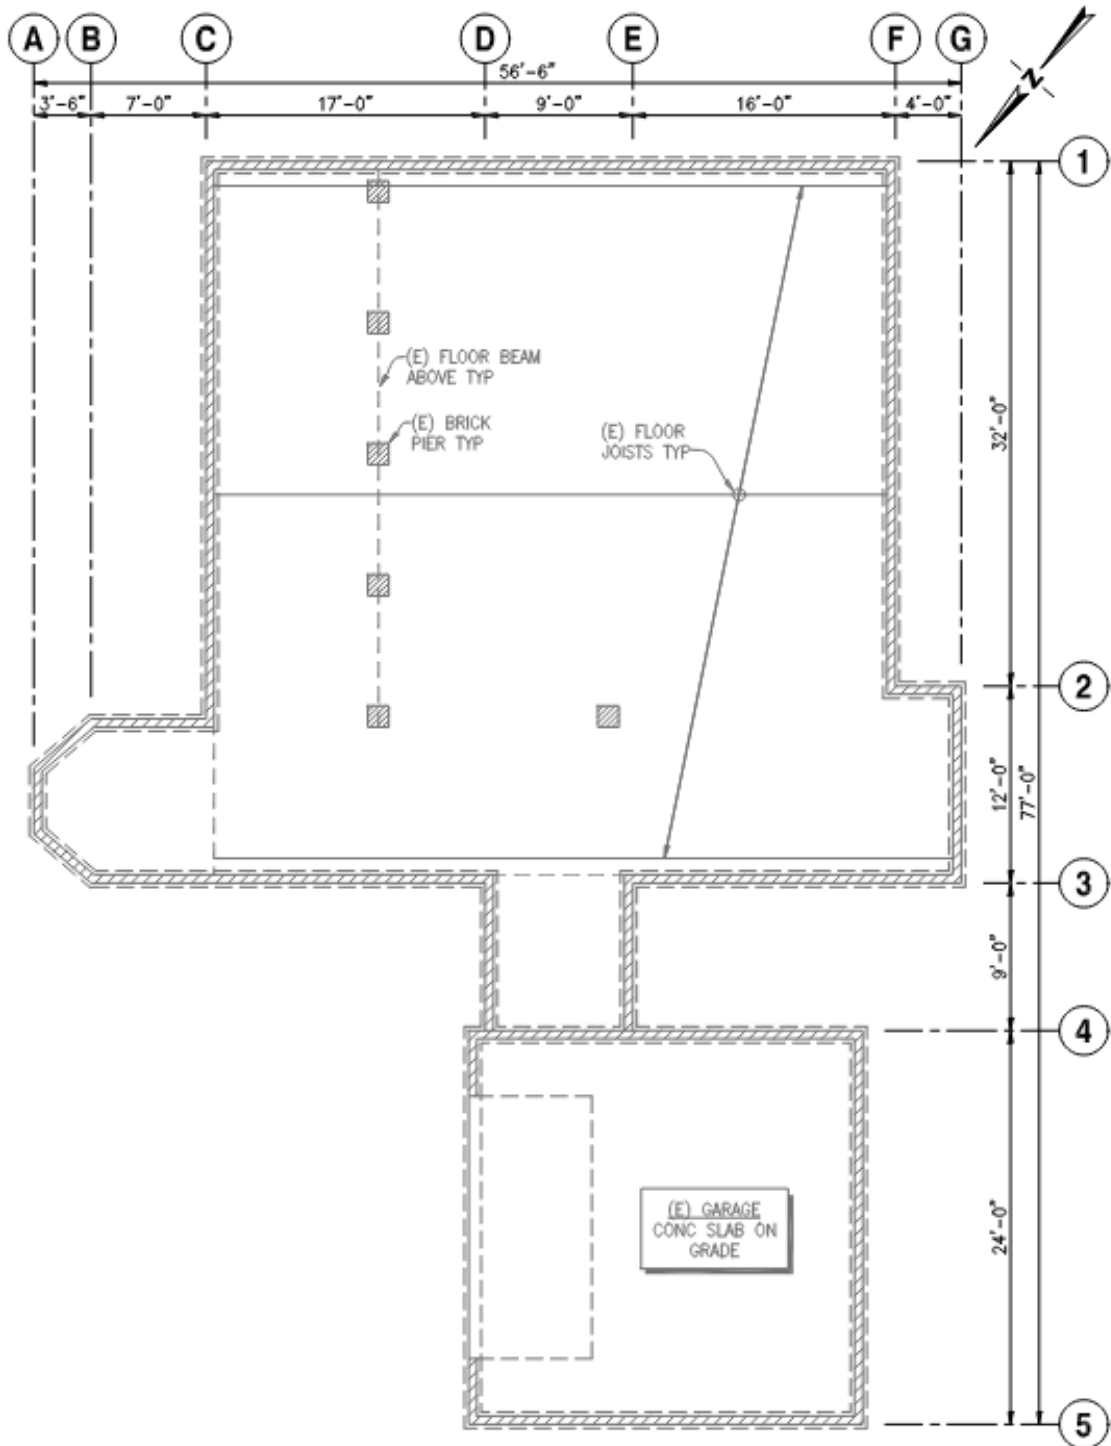 A B C D E F G
N
56'-6"
3'-6" 7'-0" 17'-0" 9'-0" 16'-0" 4'-0"
1
(E) FLOOR BEAM
ABOVE TYP
(E) BRICK
PIER TYP
(E) FLOOR
JOISTS TYP
32'-0"
2
12'-0"
77'-0"
3
9'-0"
4
(E) GARAGE
CONC SLAB ON
GRADE
24'-0"
5